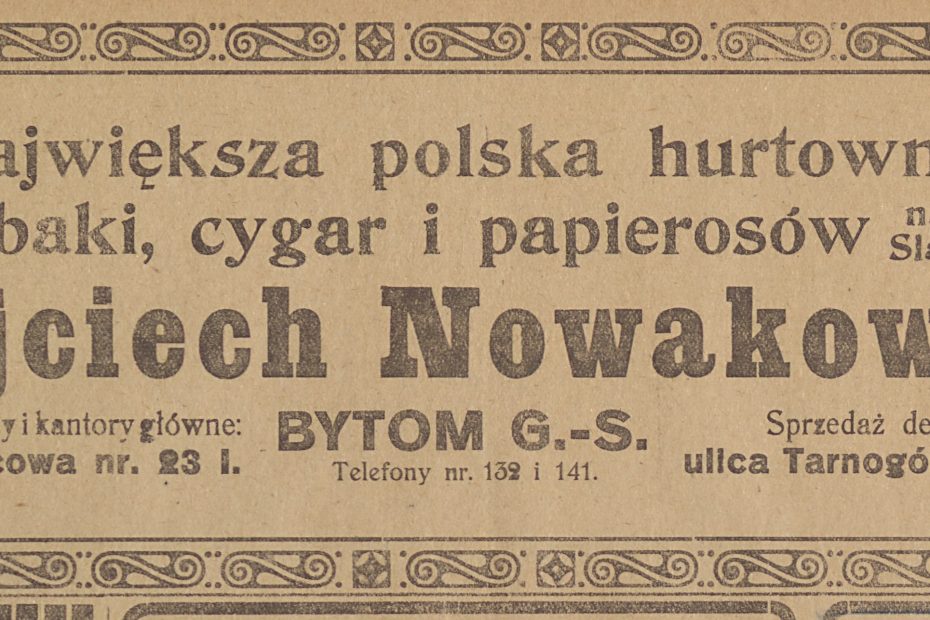 ajwiększa polska hurtown
baki, cygar i papierosów n
Sla
jciech Nowakow
y i kantory główne: BYTOM G.-S. Sprzedaż de
cowa nr. 23 I. Telefony nr. 132 i 141. ulica Tarnogó